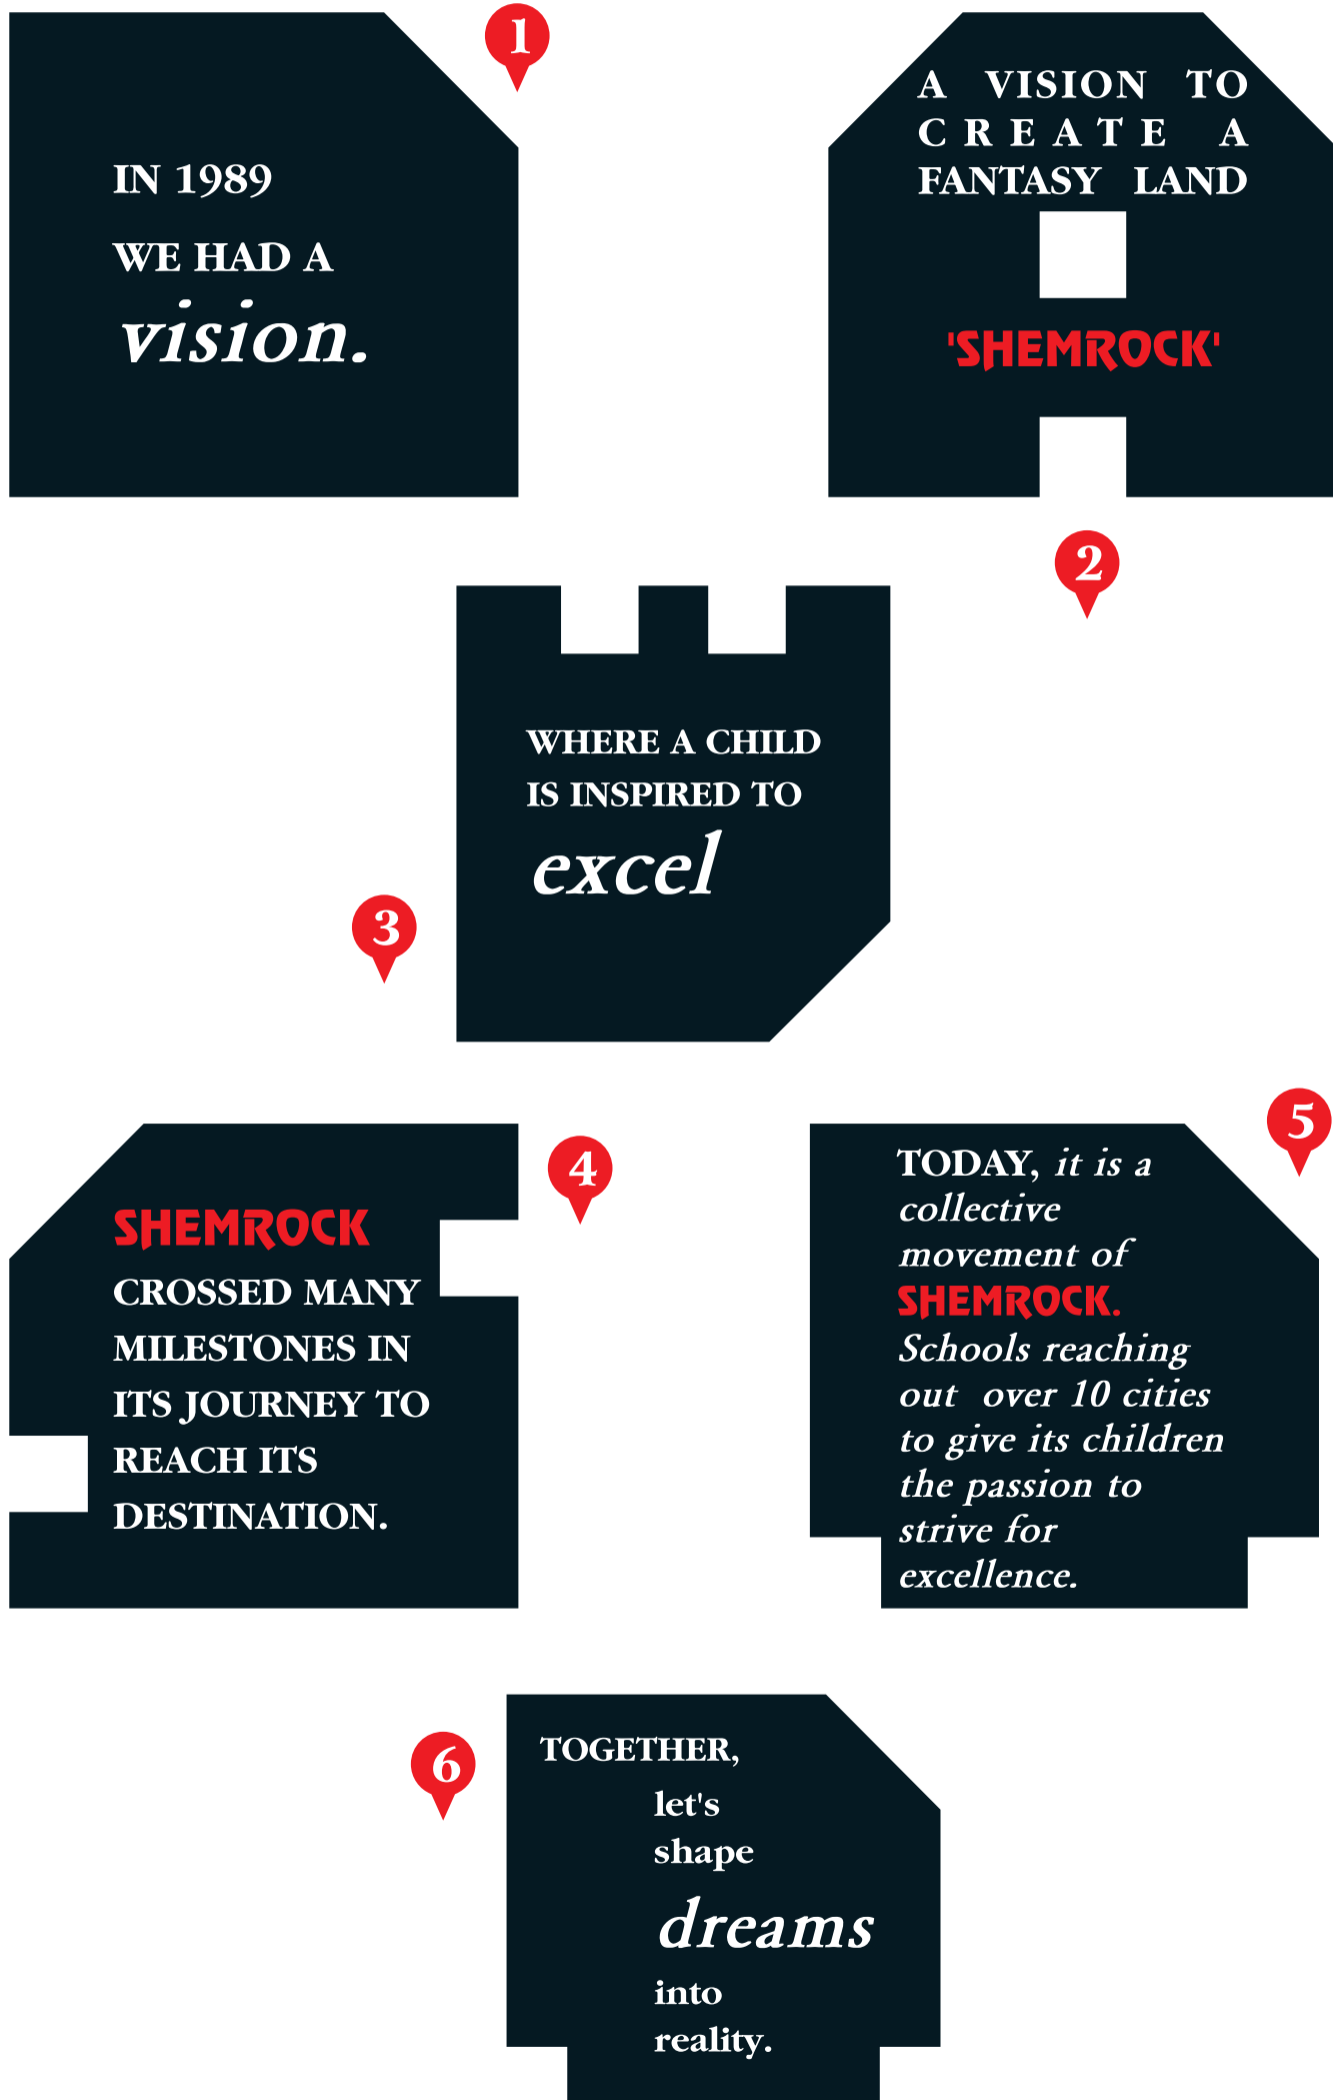 1
IN 1989
WE HAD A
vision.
A VISION TO
CREATE A
FANTASY LAND
'SHEMROCK'
2
WHERE A CHILD
IS INSPIRED TO
excel
3
4
SHEMROCK
CROSSED MANY
MILESTONES IN
ITS JOURNEY TO
REACH ITS
DESTINATION.
5
TODAY, it is a
collective
movement of
SHEMROCK.
Schools reaching
out over 10 cities
to give its children
the passion to
strive for
excellence.
6
TOGETHER,
let's
shape
dreams
into
reality.